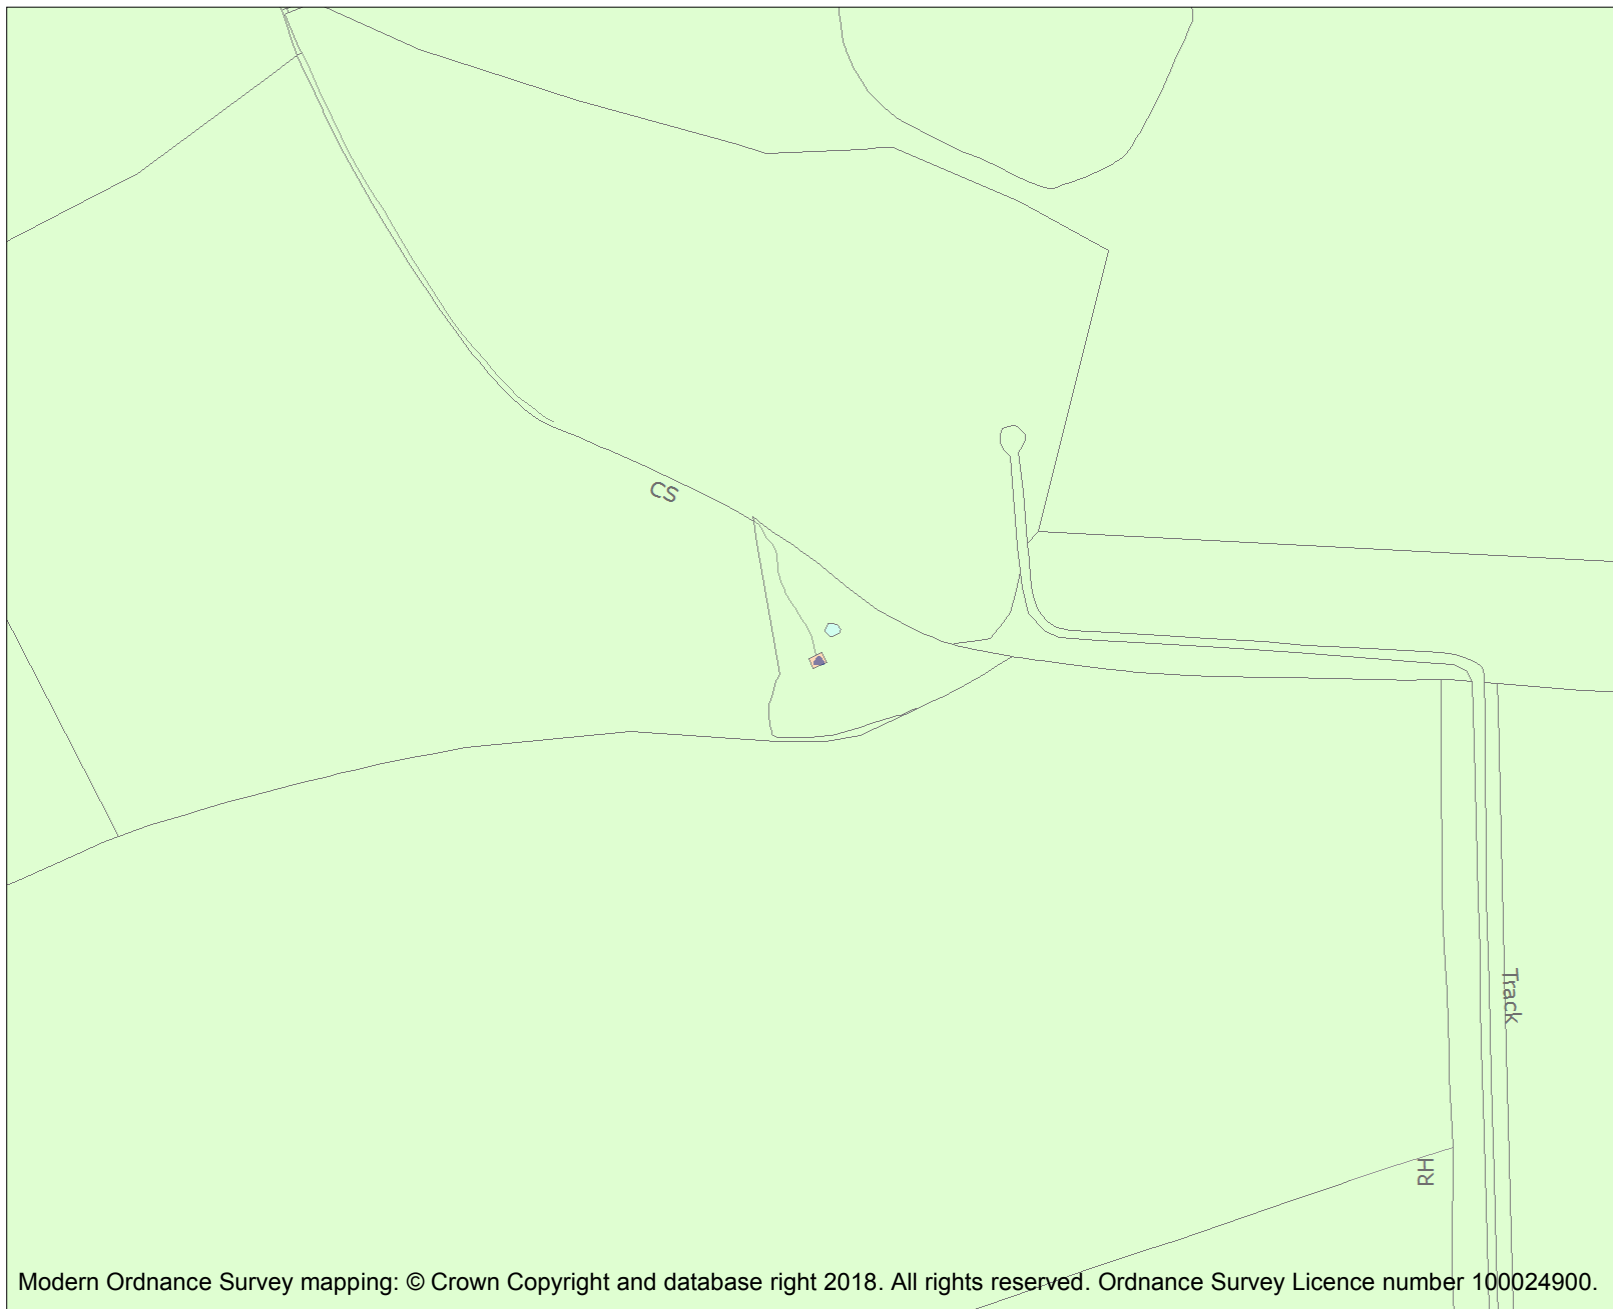 CS
Track
RH
Modern Ordnance Survey mapping: © Crown Copyright and database right 2018. All rights reserved. Ordnance Survey Licence number 100024900.